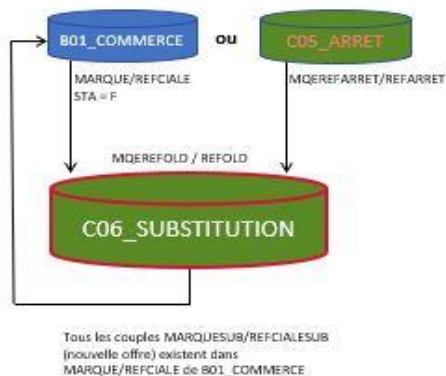 B01_COMMERCE
ou
C05_ARRET
MARQUE/REFCIALE
STA = F
MQEREFARRET/REFARRET
MQEREFOLD / REFOLD
C06_SUBSTITUTION
Tous les couples MARQUESUB/REFCIALESUB
(nouvelle offre) existent dans
MARQUE/REFCIALE de B01_COMMERCE